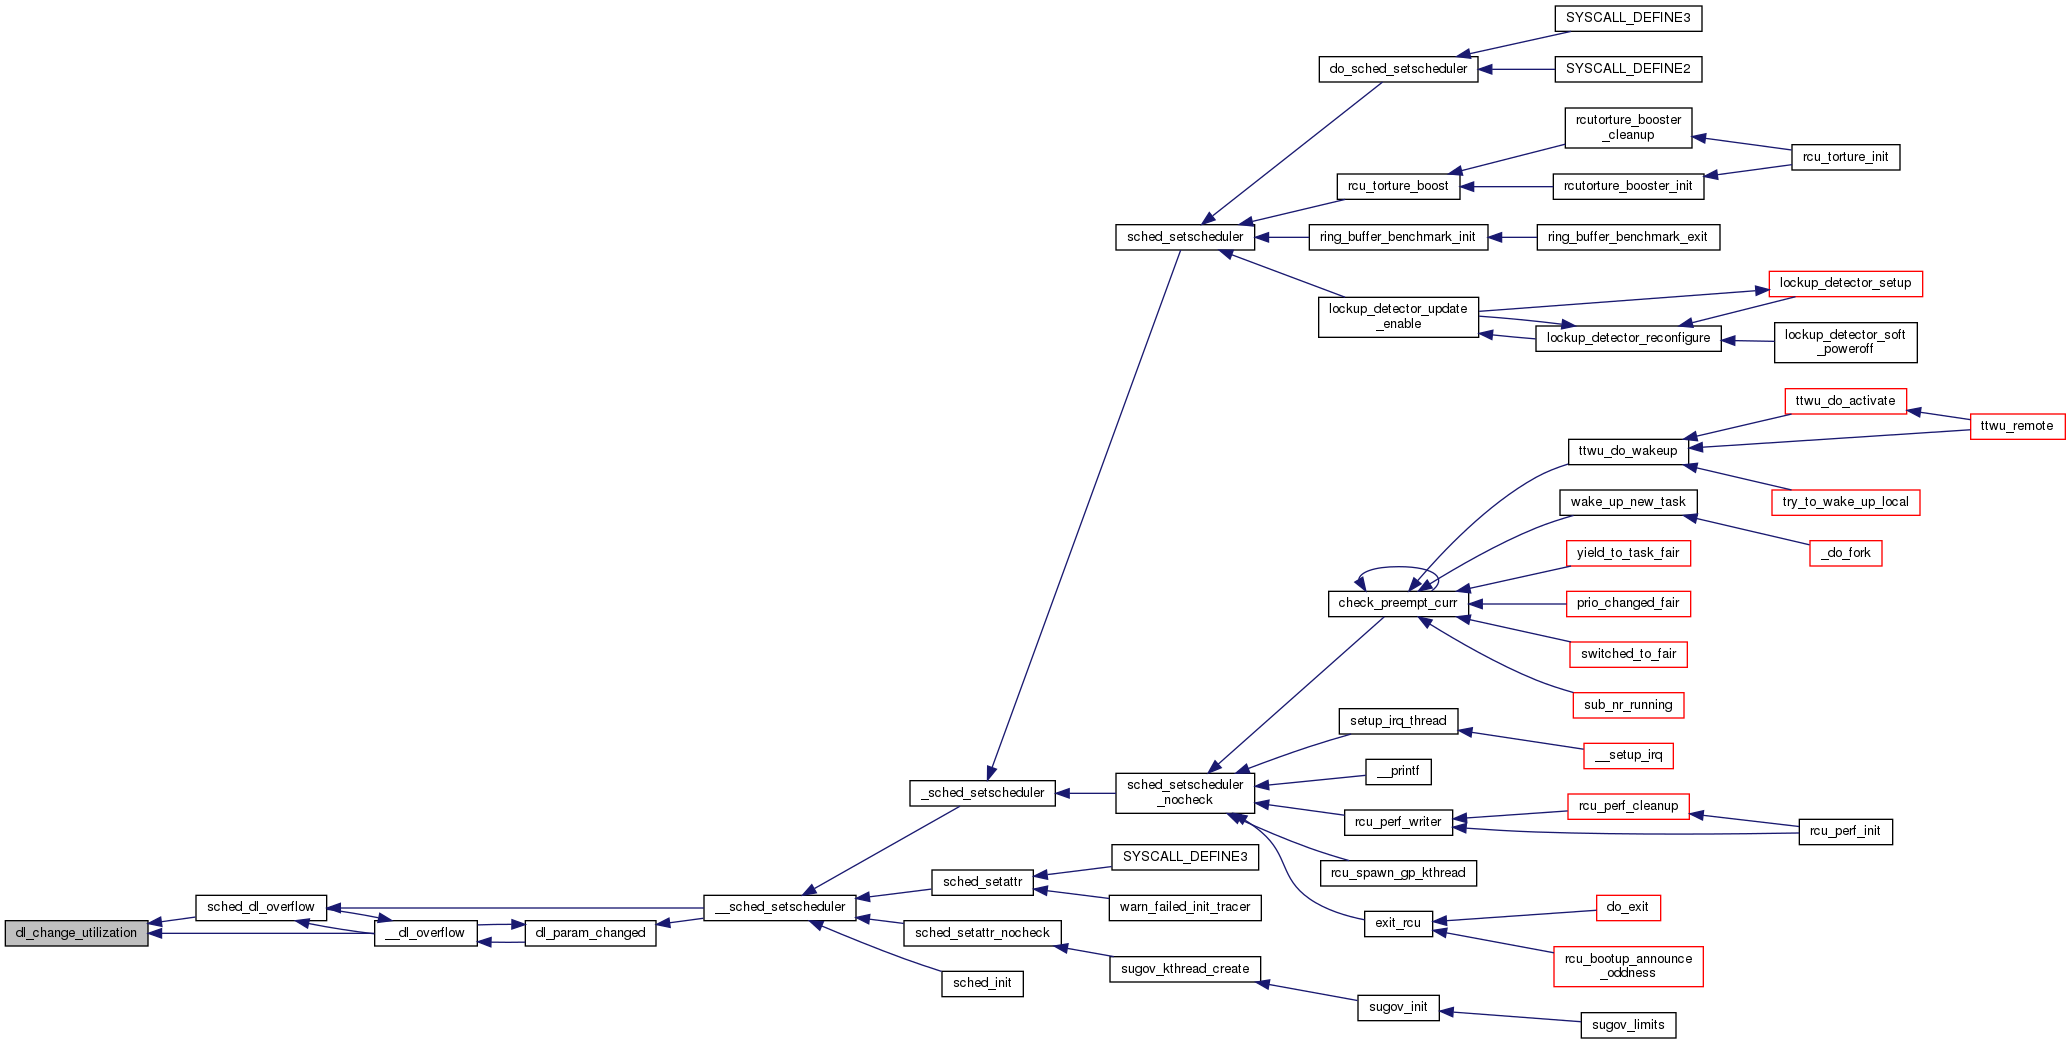 SYSCALL_DEFINE3
do_sched_setscheduler
SYSCALL_DEFINE2
rcutorture_booster
_cleanup
rcu_torture_init
rcu_torture_boost
rcutorture_booster_init
sched_setscheduler
ring_buffer_benchmark_init
ring_buffer_benchmark_exit
lockup_detector_setup
lockup_detector_update
_enable
lockup_detector_reconfigure
lockup_detector_soft
_poweroff
ttwu_do_activate
ttwu_remote
ttwu_do_wakeup
try_to_wake_up_local
wake_up_new_task
_do_fork
yield_to_task_fair
check_preempt_curr
prio_changed_fair
switched_to_fair
sub_nr_running
setup_irq_thread
__setup_irq
__printf
_sched_setscheduler
sched_setscheduler
_nocheck
rcu_perf_cleanup
rcu_perf_writer
rcu_perf_init
SYSCALL_DEFINE3
rcu_spawn_gp_kthread
sched_setattr
warn_failed_init_tracer
do_exit
exit_rcu
sched_dl_overflow
__sched_setscheduler
dl_change_utilization
__dl_overflow
dl_param_changed
sched_setattr_nocheck
rcu_bootup_announce
_oddness
sugov_kthread_create
sched_init
sugov_init
sugov_limits